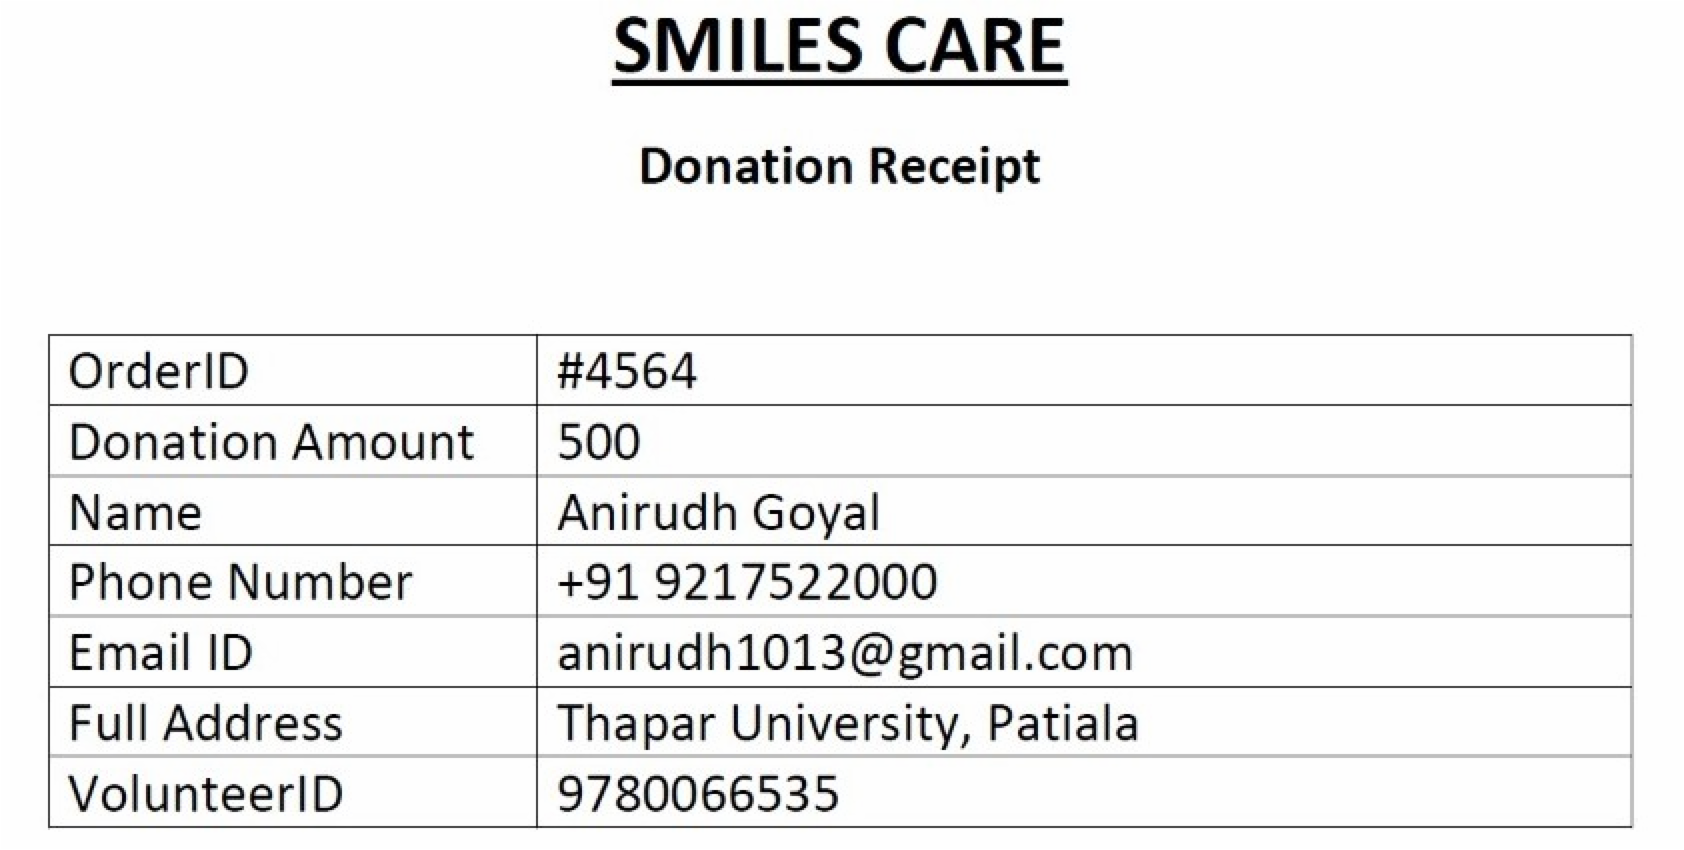 SMILES CARE
Donation Receipt
OrderID #4564
Donation Amount 500
Name Anirudh Goyal
Phone Number +91 9217522000
Email ID anirudh1013@gmail.com
Full Address Thapar University, Patiala
VolunteerID 9780066535